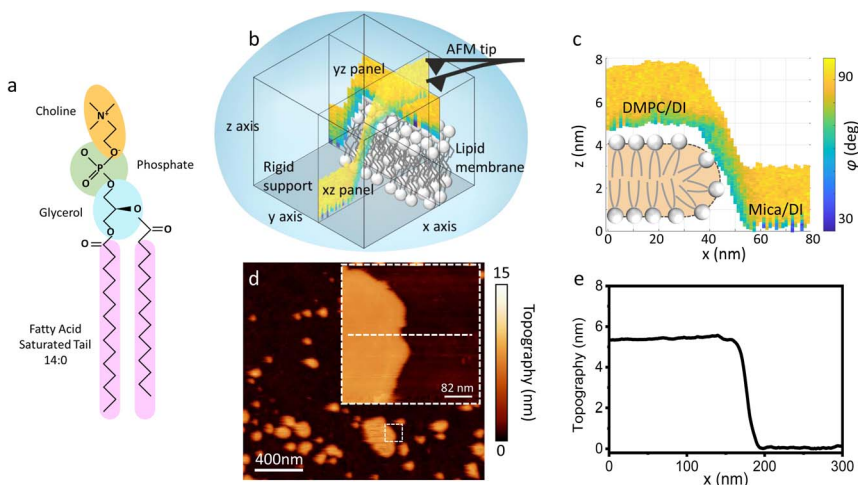 a
Choline
N+
O-
P
O
O
O
Phosphate
Glycerol
O
O
O
O
Fatty Acid
Saturated Tail
14:0
b
AFM tip
yz panel
z axis
Rigid
support
Lipid
membrane
xz panel
y axis
x axis
c
z (nm)
8
6
4
2
0
DMPC/DI
Mica/DI
0 20 40 60 80
x (nm)
90
70
50
30
φ (deg)
d
82 nm
400nm
15
0
Topography (nm)
e
Topography (nm)
8
6
4
2
0
0 100 200 300
x (nm)